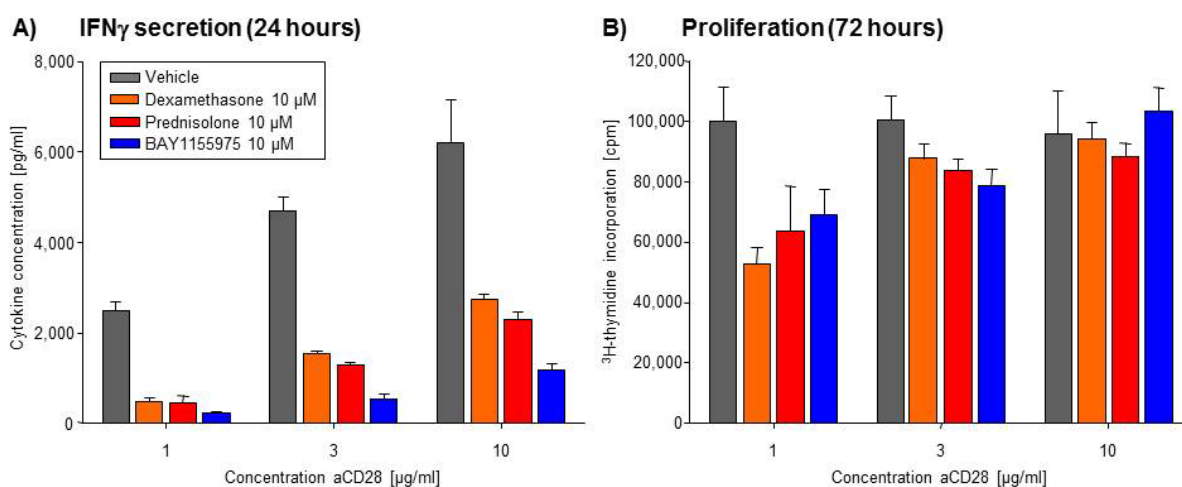 A) IFNγ secretion (24 hours)
8,000
6,000
4,000
2,000
0
Cytokine concentration [pg/ml]
Vehicle
Dexamethasone 10 µM
Prednisolone 10 µM
BAY1155975 10 µM
1 3 10
Concentration aCD28 [µg/ml]
B) Proliferation (72 hours)
120,000
100,000
80,000
60,000
40,000
20,000
0
³H-thymidine incorporation [cpm]
1 3 10
Concentration aCD28 [µg/ml]